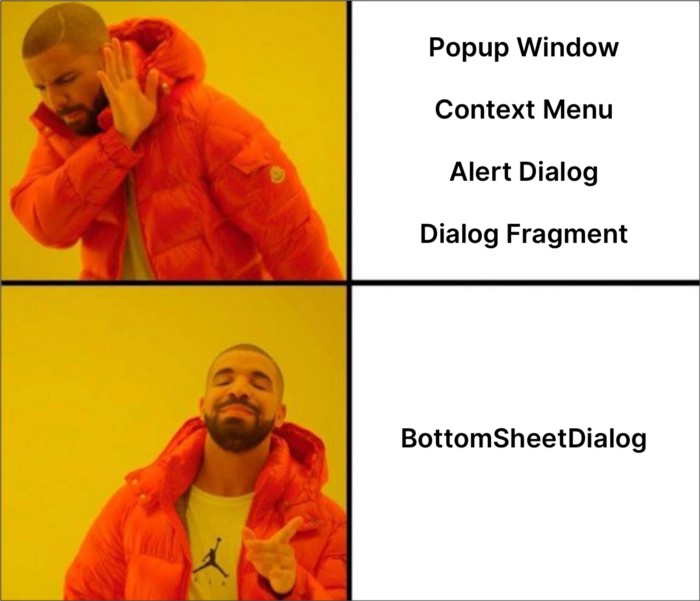 Popup Window
Context Menu
Alert Dialog
Dialog Fragment
BottomSheetDialog